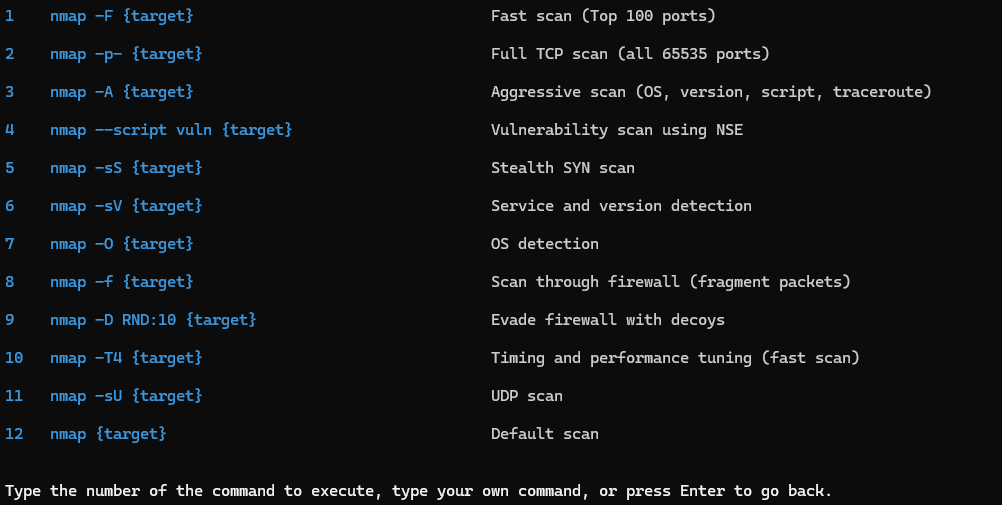 1 nmap -F {target} Fast scan (Top 100 ports)
2 nmap -p- {target} Full TCP scan (all 65535 ports)
3 nmap -A {target} Aggressive scan (OS, version, script, traceroute)
4 nmap --script vuln {target} Vulnerability scan using NSE
5 nmap -sS {target} Stealth SYN scan
6 nmap -sV {target} Service and version detection
7 nmap -O {target} OS detection
8 nmap -f {target} Scan through firewall (fragment packets)
9 nmap -D RND:10 {target} Evade firewall with decoys
10 nmap -T4 {target} Timing and performance tuning (fast scan)
11 nmap -sU {target} UDP scan
12 nmap {target} Default scan
Type the number of the command to execute, type your own command, or press Enter to go back.